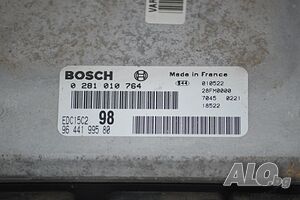 VAR
BOSCH
Made in France
0 281 010 764
010522
28FM0000
7045 0221
EDC15C2 98
18522
96 441 995 80
ALO.bg